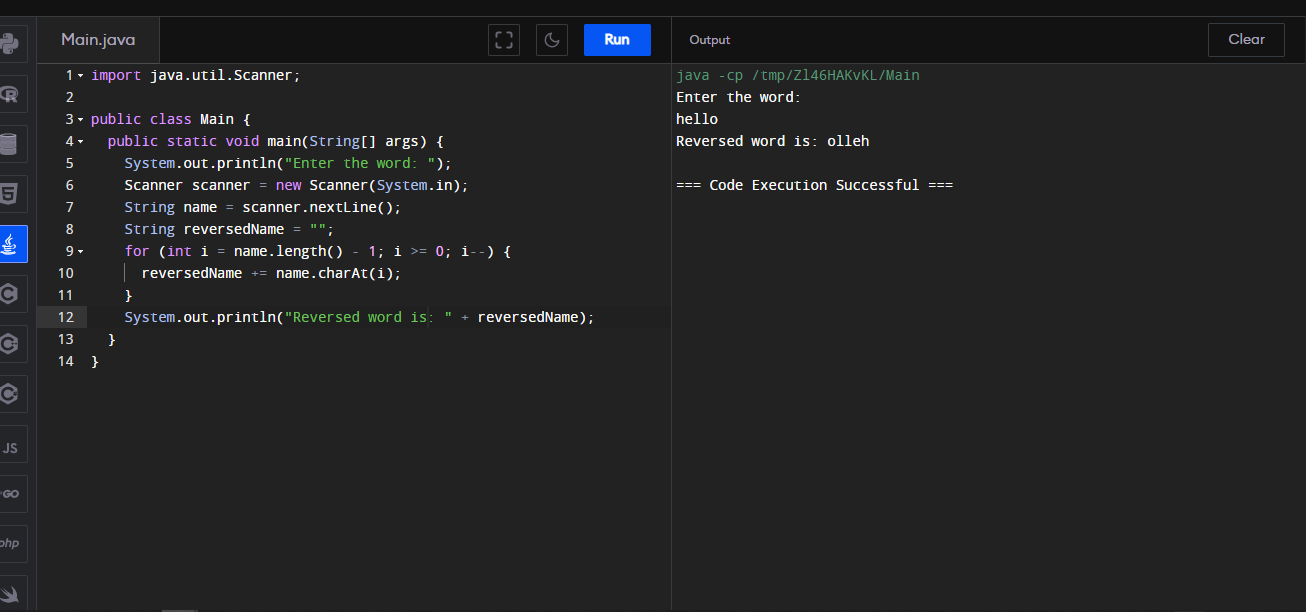 Main.java
Run
Output
Clear
1 import java.util.Scanner;
2
3 public class Main {
4 public static void main(String[] args) {
5 System.out.println("Enter the word: ");
6 Scanner scanner = new Scanner(System.in);
7 String name = scanner.nextLine();
8 String reversedName = "";
9 for (int i = name.length() - 1; i >= 0; i--) {
10 reversedName += name.charAt(i);
11 }
12 System.out.println("Reversed word is: " + reversedName);
13 }
14 }
java -cp /tmp/Zl46HAKvKL/Main
Enter the word:
hello
Reversed word is: olleh
=== Code Execution Successful ===
R
5
JS
GO
php